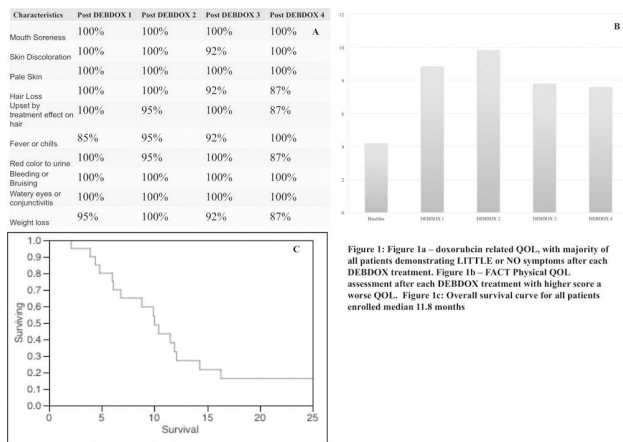 Characteristics Post DEBDOX 1 Post DEBDOX 2 Post DEBDOX 3 Post DEBDOX 4
Mouth Soreness 100% 100% 100% 100% A
Skin Discoloration 100% 100% 92% 100%
Pale Skin 100% 100% 100% 100%
Hair Loss 100% 100% 92% 87%
Upset by
treatment effect on 100% 95% 100% 87%
hair
Fever or chills 85% 95% 92% 100%
Red color to urine 100% 95% 100% 87%
Bleeding or
Bruising 100% 100% 100% 100%
Watery eyes or
conjunctivitis 100% 100% 100% 100%
Weight loss 95% 100% 92% 87%
B
12
10
8
6
4
2
0
Baseline DEBDOX 1 DEBDOX 2 DEBDOX 3 DEBDOX 4
C
Surviving
1.0
0.9
0.8
0.7
0.6
0.5
0.4
0.3
0.2
0.1
0.0
0 5 10 15 20 25
Survival
Figure 1: Figure 1a – doxorubcin related QOL, with majority of
all patients demonstrating LITTLE or NO symptoms after each
DEBDOX treatment. Figure 1b – FACT Physical QOL
assessment after each DEBDOX treatment with higher score a
worse QOL. Figure 1c: Overall survival curve for all patients
enrolled median 11.8 months